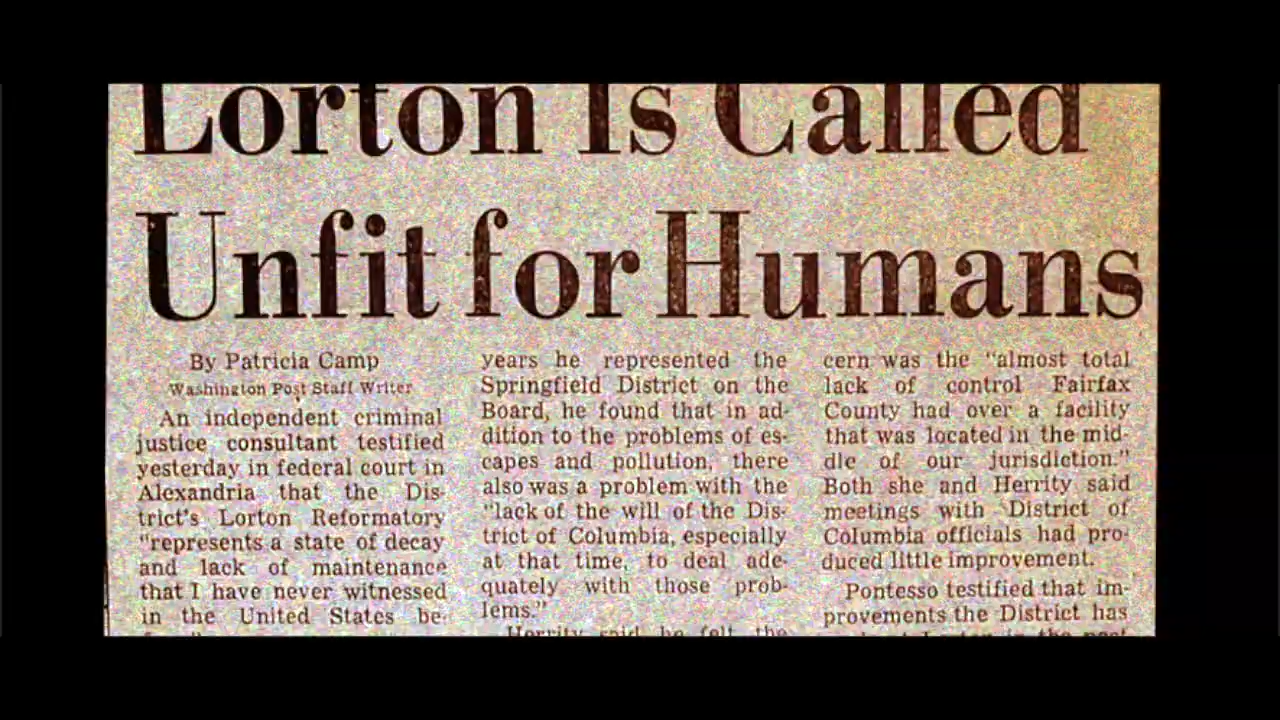 Lorton Is Called
Unfit for Humans
By Patricia Camp
Washington Post Staff Writer
An independent criminal
justice consultant testified
yesterday in federal court in
Alexandria that the Dis-
trict's Lorton Reformatory
"represents a state of decay
and lack of maintenance
that I have never witnessed
in the United States be-
years he represented the
Springfield District on the
Board, he found that in ad-
dition to the problems of es-
capes and pollution, there
also was a problem with the
"lack of the will of the Dis-
trict of Columbia, especially
at that time, to deal ade-
quately with those prob-
lems."
Herrity said he felt the
cern was the "almost total
lack of control Fairfax
County had over a facility
that was located in the mid-
dle of our jurisdiction."
Both she and Herrity said
meetings with District of
Columbia officials had pro-
duced little improvement.
Pontesso testified that im-
provements the District has